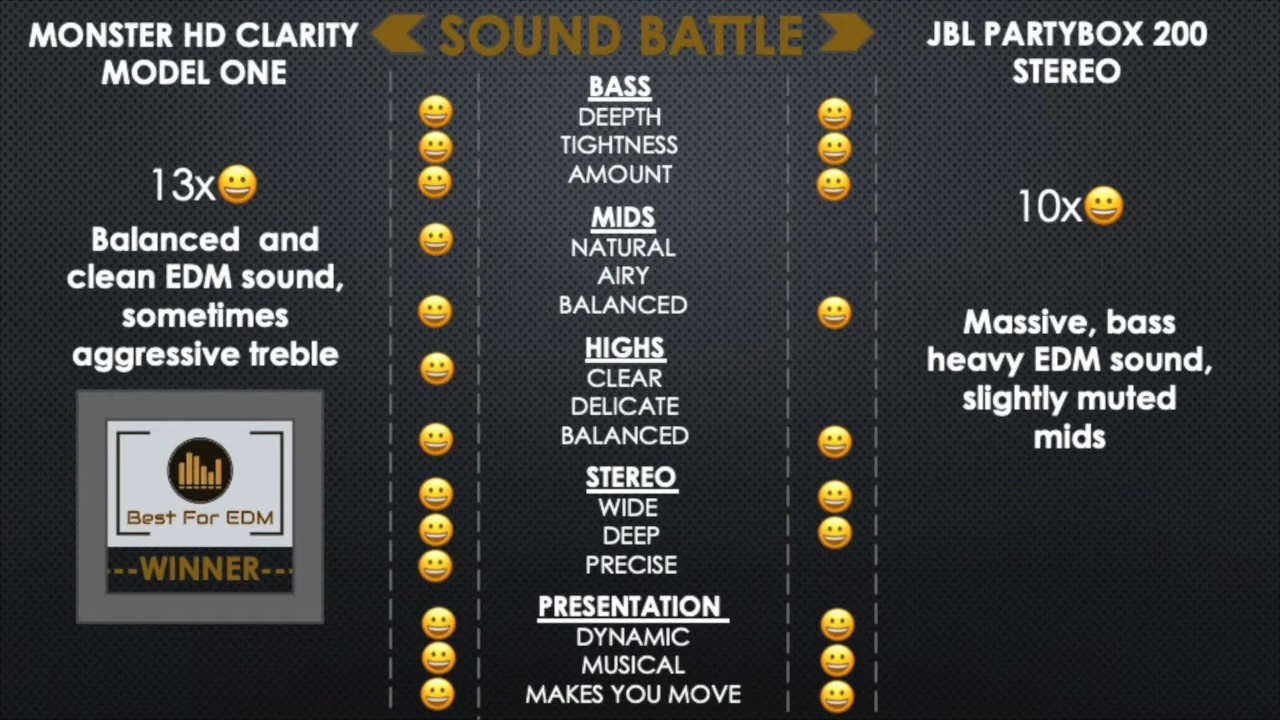 MONSTER HD CLARITY
MODEL ONE
13x😀
Balanced and
clean EDM sound,
sometimes
aggressive treble
Best For EDM
--WINNER--
SOUND BATTLE
BASS
DEEPTH
TIGHTNESS
AMOUNT
MIDS
NATURAL
AIRY
BALANCED
HIGHS
CLEAR
DELICATE
BALANCED
STEREO
WIDE
DEEP
PRECISE
PRESENTATION
DYNAMIC
MUSICAL
MAKES YOU MOVE
JBL PARTYBOX 200
STEREO
10x😀
Massive, bass
heavy EDM sound,
slightly muted
mids